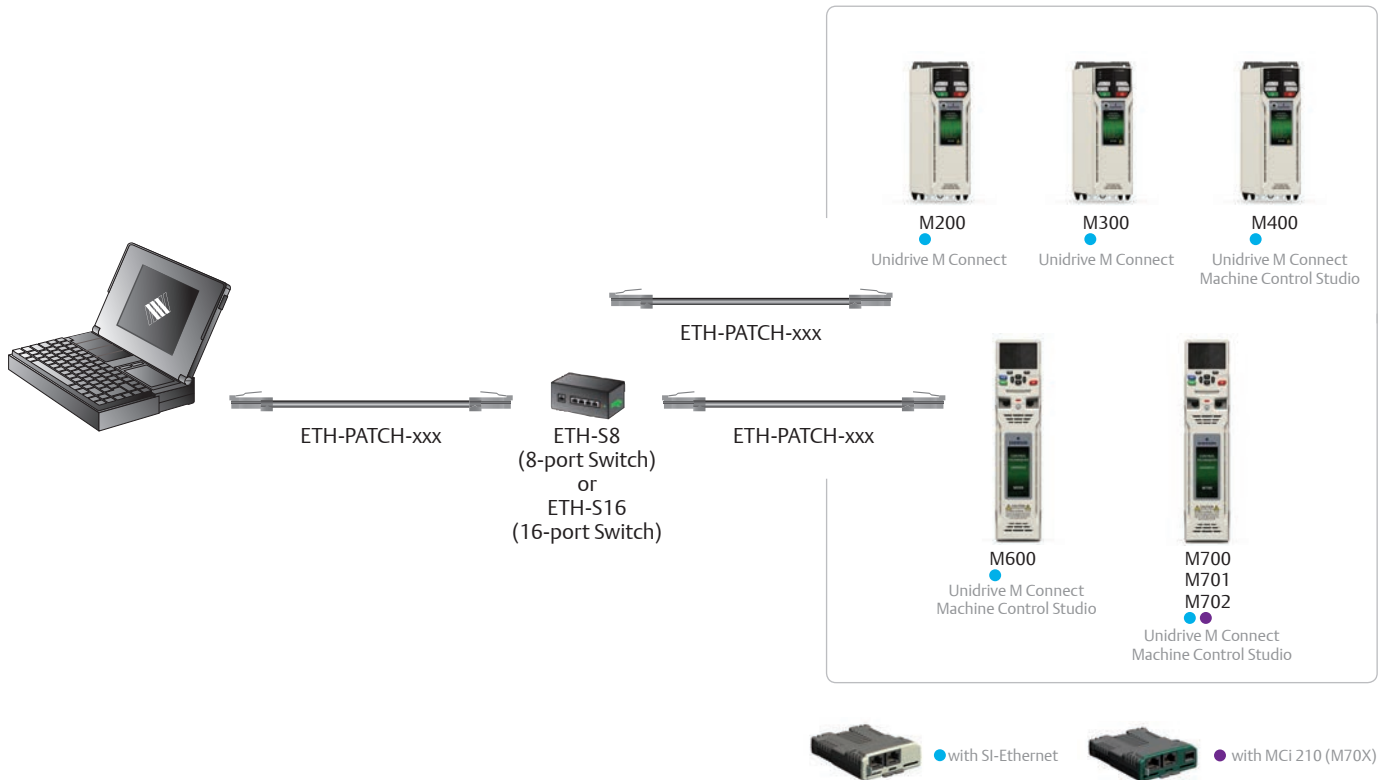 M200
Unidrive M Connect
M300
Unidrive M Connect
M400
Unidrive M Connect
Machine Control Studio
ETH-PATCH-xxx
ETH-PATCH-xxx
ETH-S8
(8-port Switch)
or
ETH-S16
(16-port Switch)
ETH-PATCH-xxx
M600
Unidrive M Connect
Machine Control Studio
M700
M701
M702
Unidrive M Connect
Machine Control Studio
with SI-Ethernet
with MCi 210 (M70X)